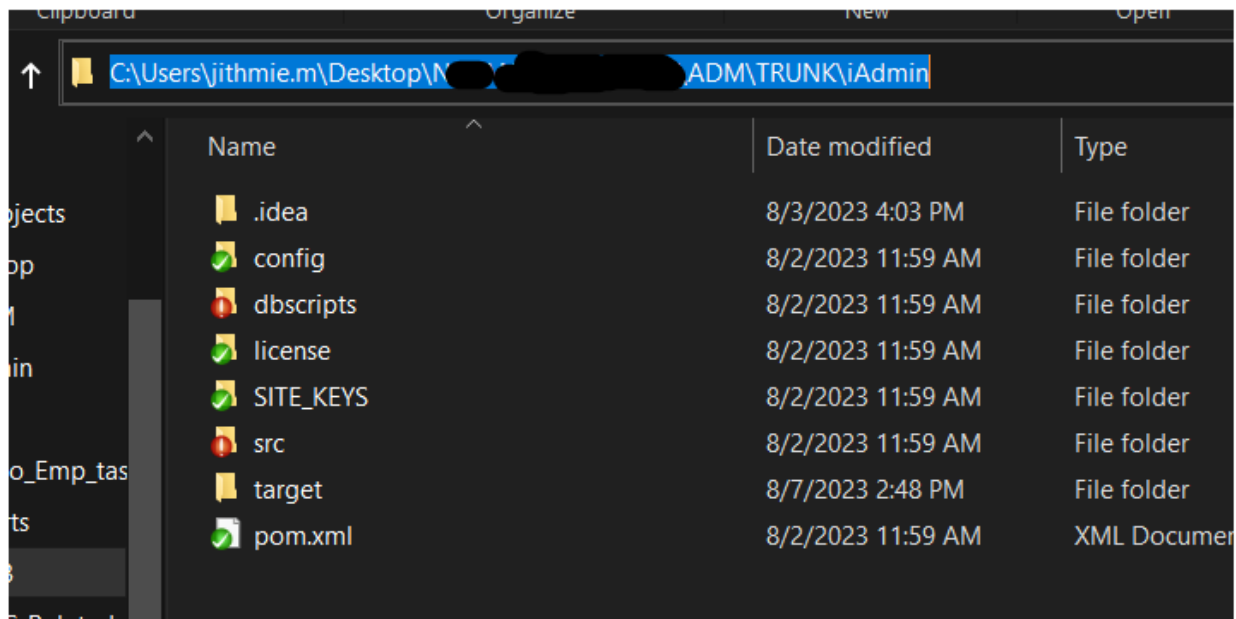 Clipboard Organize New Open
C:\Users\jithmie.m\Desktop\N \ADM\TRUNK\iAdmin
Name Date modified Type
.idea 8/3/2023 4:03 PM File folder
config 8/2/2023 11:59 AM File folder
dbscripts 8/2/2023 11:59 AM File folder
license 8/2/2023 11:59 AM File folder
SITE_KEYS 8/2/2023 11:59 AM File folder
src 8/2/2023 11:59 AM File folder
o_Emp_tas
target 8/7/2023 2:48 PM File folder
pom.xml 8/2/2023 11:59 AM XML Documen